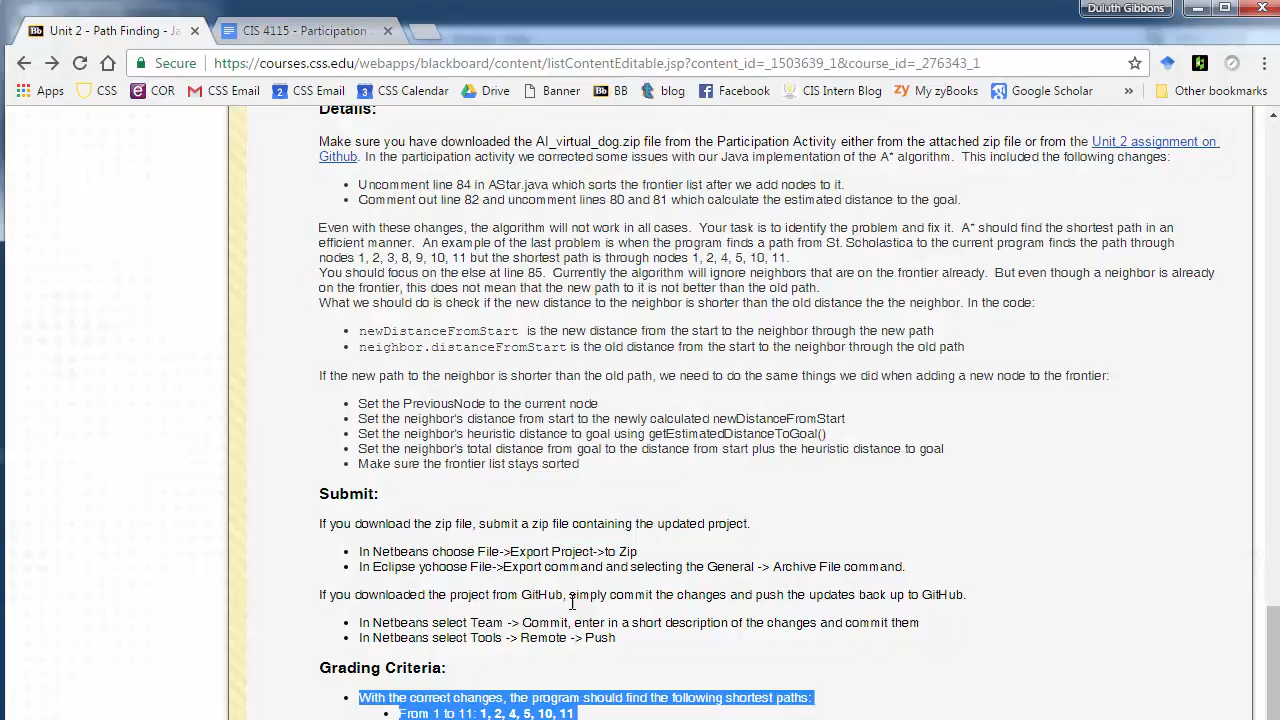 Duluth Gibbons
Unit 2 - Path Finding - Ja
CIS 4115 - Participation
Secure
https://courses.css.edu/webapps/blackboard/content/listContentEditable.jsp?content_id=_1503639_1&course_id=_276343_1
Apps CSS COR CSS Email CSS Email CSS Calendar Drive Banner BB blog Facebook CIS Intern Blog My zyBooks Google Scholar » Other bookmarks
Details:
Make sure you have downloaded the AI_virtual_dog.zip file from the Participation Activity either from the attached zip file or from the Unit 2 assignment on
Github. In the participation activity we corrected some issues with our Java implementation of the A* algorithm. This included the following changes:
• Uncomment line 84 in AStar.java which sorts the frontier list after we add nodes to it.
• Comment out line 82 and uncomment lines 80 and 81 which calculate the estimated distance to the goal.
Even with these changes, the algorithm will not work in all cases. Your task is to identify the problem and fix it. A* should find the shortest path in an
efficient manner. An example of the last problem is when the program finds a path from St. Scholastica to the current program finds the path through
nodes 1, 2, 3, 8, 9, 10, 11 but the shortest path is through nodes 1, 2, 4, 5, 10, 11.
You should focus on the else at line 85. Currently the algorithm will ignore neighbors that are on the frontier already. But even though a neighbor is already
on the frontier, this does not mean that the new path to it is not better than the old path.
What we should do is check if the new distance to the neighbor is shorter than the old distance the the neighbor. In the code:
• newDistanceFromStart is the new distance from the start to the neighbor through the new path
• neighbor.distanceFromStart is the old distance from the start to the neighbor through the old path
If the new path to the neighbor is shorter than the old path, we need to do the same things we did when adding a new node to the frontier:
• Set the PreviousNode to the current node
• Set the neighbor's distance from start to the newly calculated newDistanceFromStart
• Set the neighbor's heuristic distance to goal using getEstimatedDistanceToGoal()
• Set the neighbor's total distance from goal to the distance from start plus the heuristic distance to goal
• Make sure the frontier list stays sorted
Submit:
If you download the zip file, submit a zip file containing the updated project.
• In Netbeans choose File->Export Project->to Zip
• In Eclipse ychoose File->Export command and selecting the General -> Archive File command.
If you downloaded the project from GitHub, simply commit the changes and push the updates back up to GitHub.
• In Netbeans select Team -> Commit, enter in a short description of the changes and commit them
• In Netbeans select Tools -> Remote -> Push
Grading Criteria:
• With the correct changes, the program should find the following shortest paths:
• From 1 to 11: 1, 2, 4, 5, 10, 11